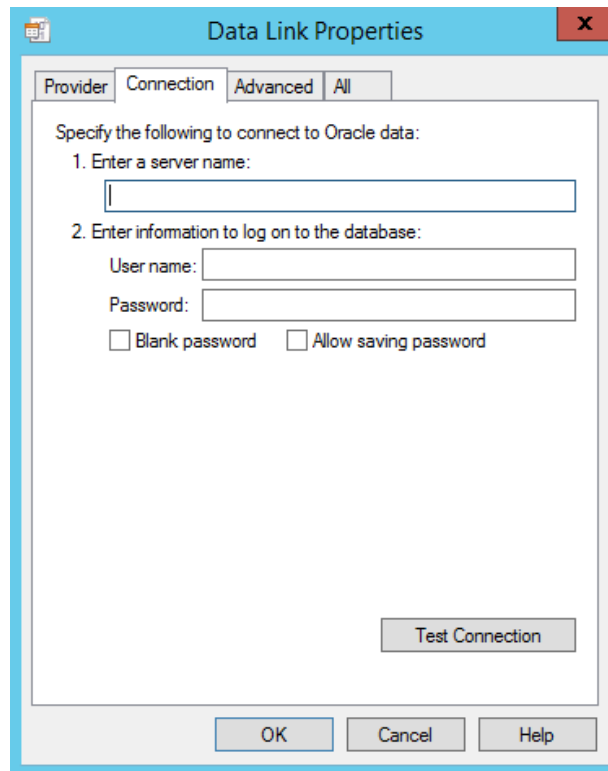 Data Link Properties
x
Provider Connection Advanced All
Specify the following to connect to Oracle data:
1. Enter a server name:
2. Enter information to log on to the database:
User name:
Password:
Blank password Allow saving password
Test Connection
OK Cancel Help